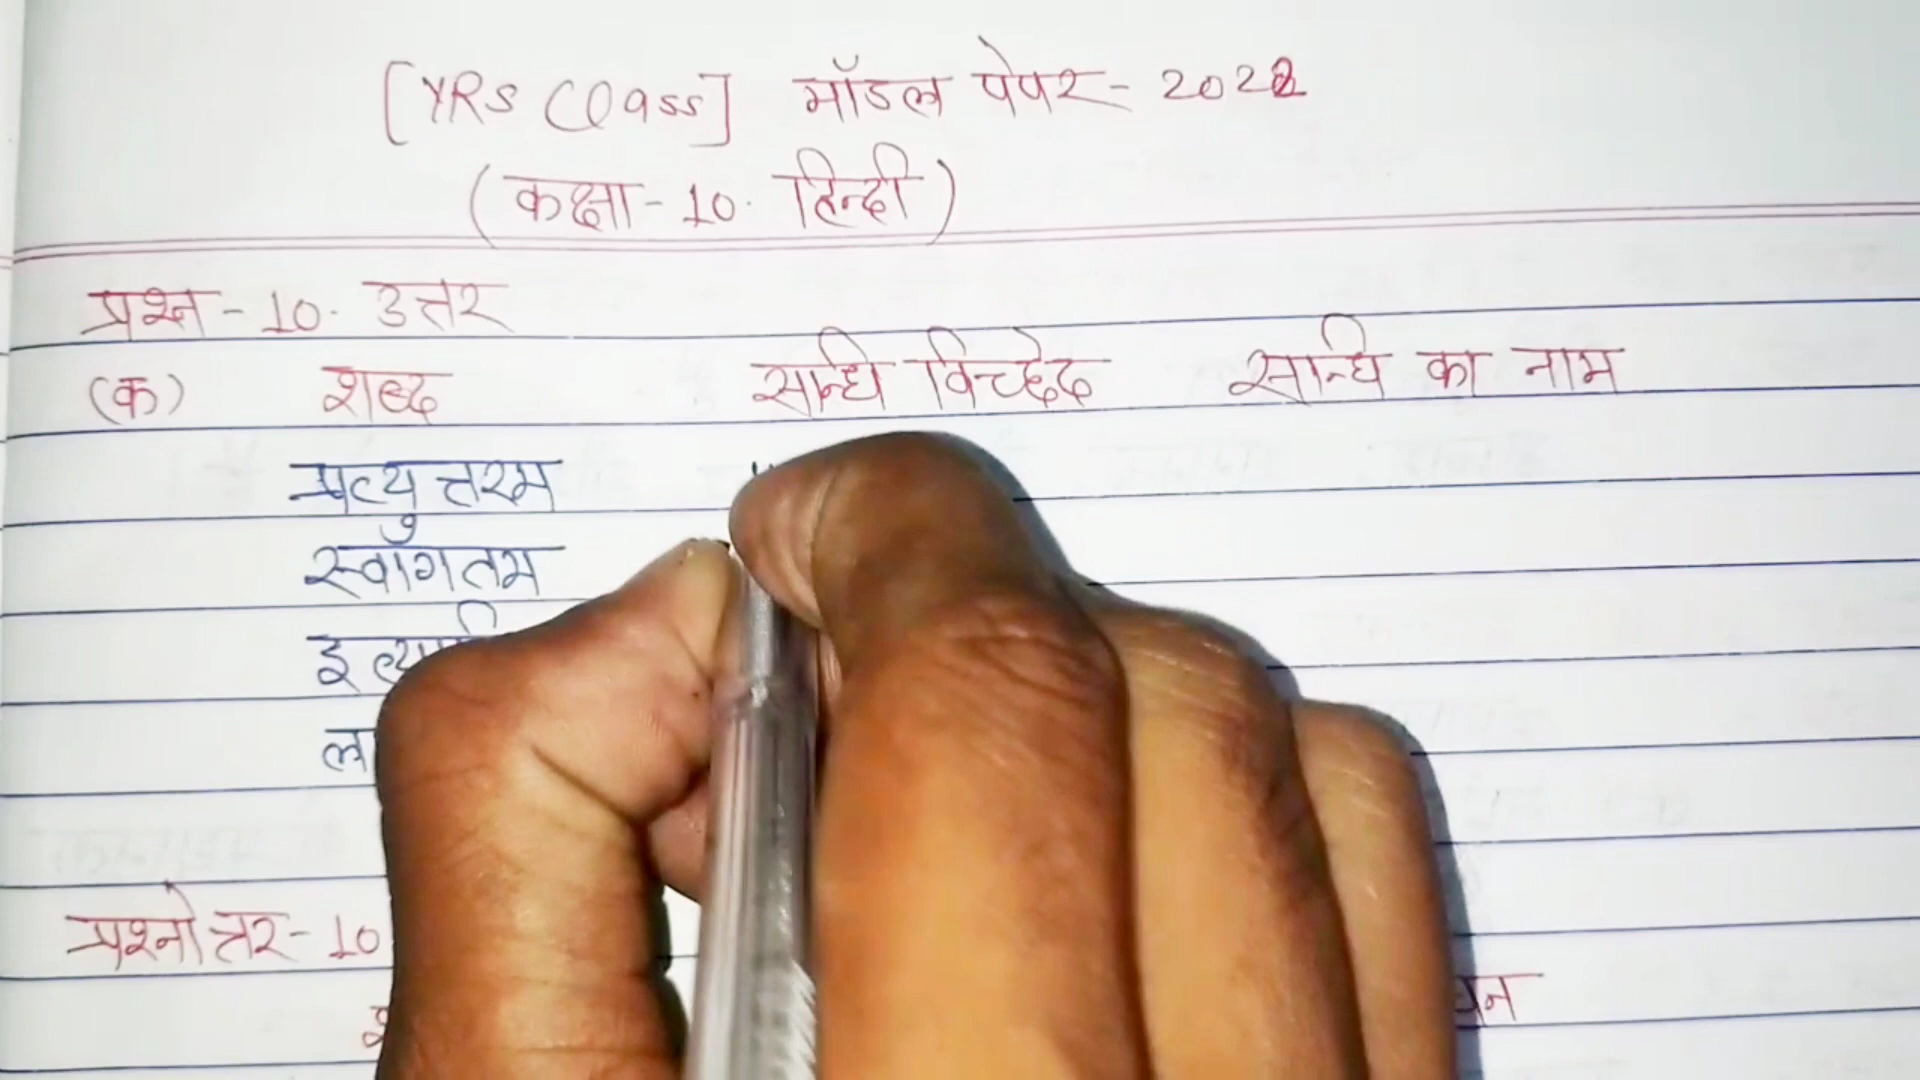 [YRs Class] मॉडल पेपर - 2022
(कक्षा - 10. हिन्दी)
प्रश्न - 10. उत्तर
(क) शब्द सन्धि विच्छेद सन्धि का नाम
प्रत्युत्तरम
स्वागतम
प्रश्नोत्तर - 10